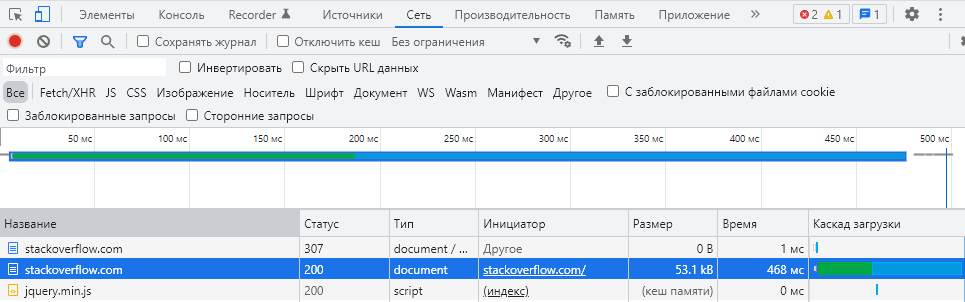 Элементы Консоль Recorder Источники Сеть Производительность Память Приложение » 2 1 1
Сохранять журнал Отключить кеш Без ограничения
Фильтр Инвертировать Скрыть URL данных
Все Fetch/XHR JS CSS Изображение Носитель Шрифт Документ WS Wasm Манифест Другое С заблокированными файлами cookie
Заблокированные запросы Сторонние запросы
50 мс 100 мс 150 мс 200 мс 250 мс 300 мс 350 мс 400 мс 450 мс 500 мс
Название Статус Тип Инициатор Размер Время Каскад загрузки
stackoverflow.com 307 document / ... Другое 0 B 1 мс
stackoverflow.com 200 document stackoverflow.com/ 53.1 kB 468 мс
jquery.min.js 200 script (индекс) (кеш памяти) 0 мс